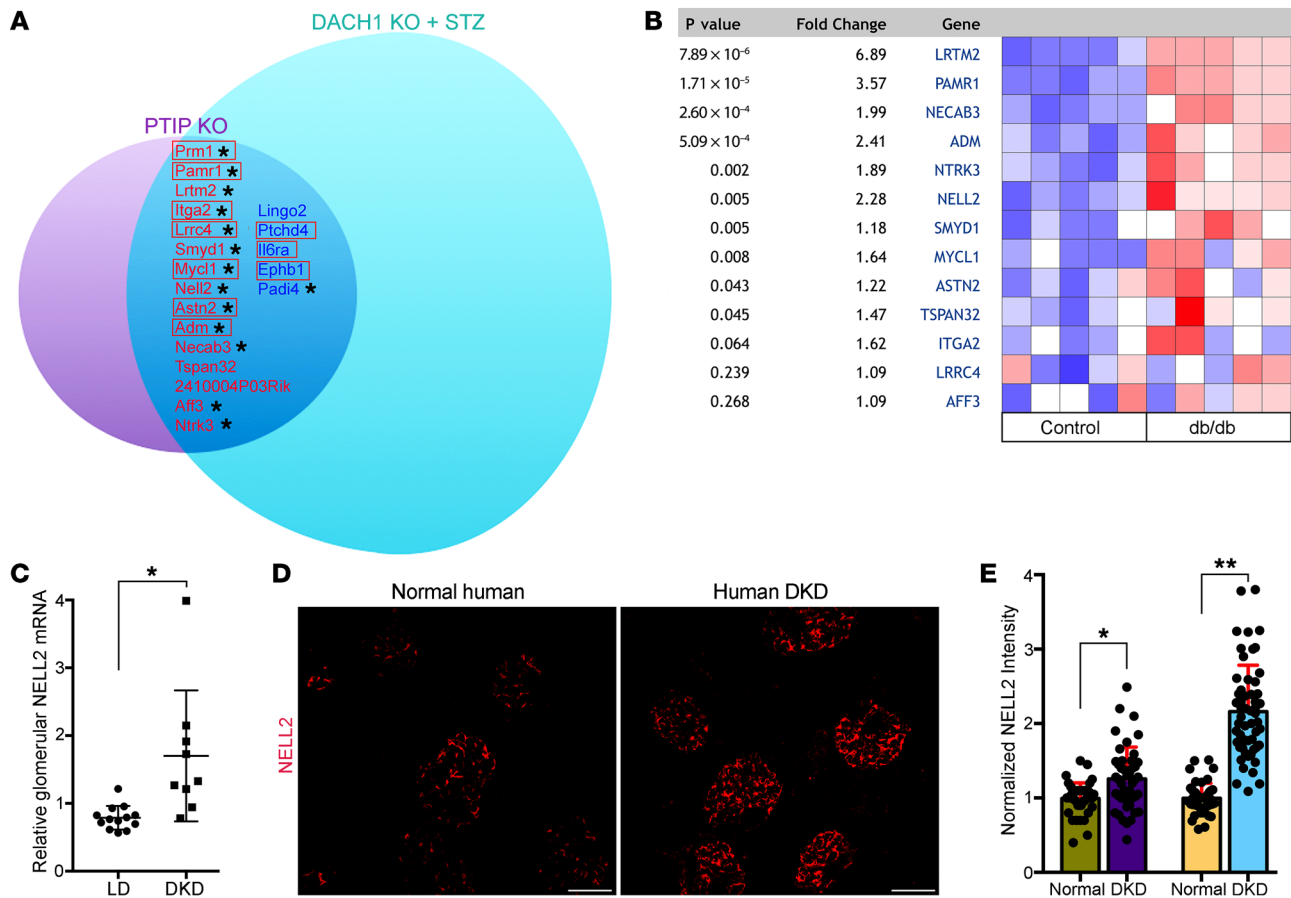 A
DACH1 KO + STZ
PTIP KO
Prm1 *
Pamr1 *
Lrtm2 *
Itga2 *
Lrrc4 *
Smyd1 *
Mycl1 *
Nell2 *
Astn2 *
Adm *
Necab3 *
Tspan32
2410004P03Rik
Aff3 *
Ntrk3 *
Lingo2
Ptchd4
Il6ra
Ephb1
Padi4 *
B
P value Fold Change Gene
7.89 × 10⁻⁶ 6.89 LRTM2
1.71 × 10⁻⁵ 3.57 PAMR1
2.60 × 10⁻⁴ 1.99 NECAB3
5.09 × 10⁻⁴ 2.41 ADM
0.002 1.89 NTRK3
0.005 2.28 NELL2
0.005 1.18 SMYD1
0.008 1.64 MYCL1
0.043 1.22 ASTN2
0.045 1.47 TSPAN32
0.064 1.62 ITGA2
0.239 1.09 LRRC4
0.268 1.09 AFF3
Control db/db
C
Relative glomerular NELL2 mRNA
4
3
2
1
0
*
LD DKD
D
Normal human Human DKD
NELL2
E
Normalized NELL2 Intensity
4
3
2
1
0
*
**
Normal DKD Normal DKD